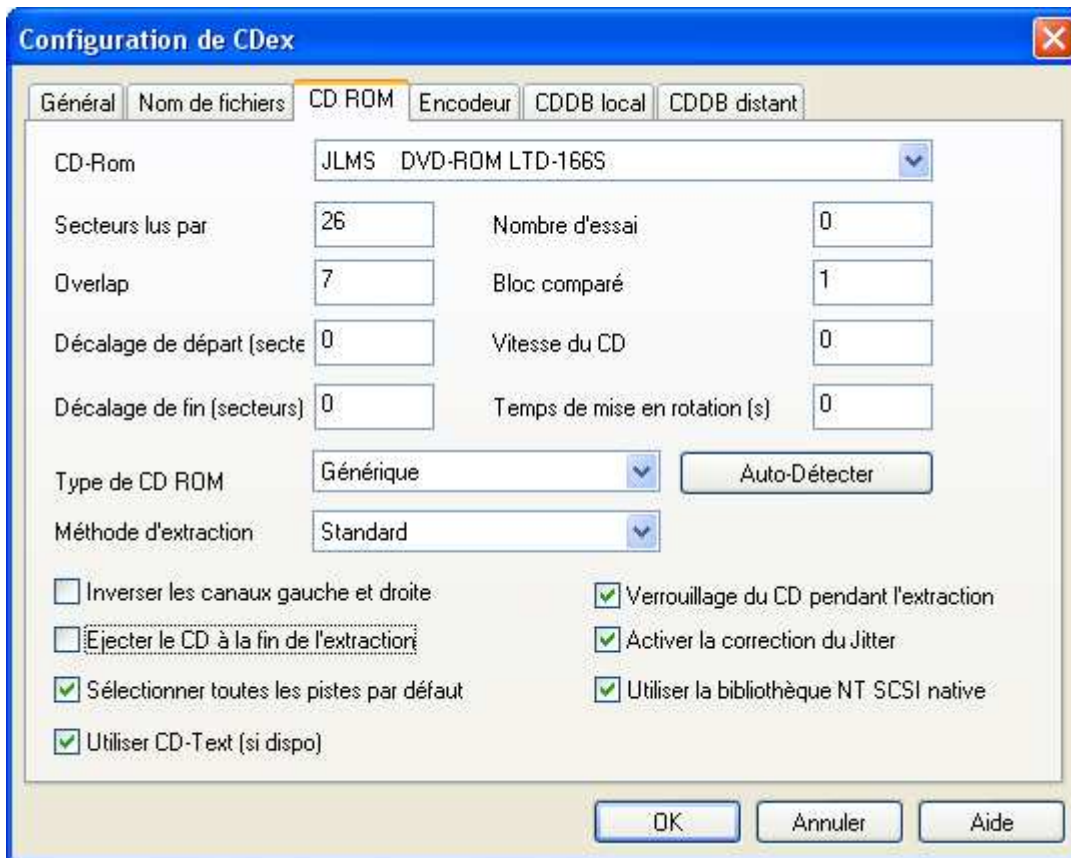 Configuration de CDex
Général Nom de fichiers CD ROM Encodeur CDDB local CDDB distant
CD-Rom JLMS DVD-ROM LTD-166S
Secteurs lus par 26 Nombre d'essai 0
Overlap 7 Bloc comparé 1
Décalage de départ (secte 0 Vitesse du CD 0
Décalage de fin (secteurs) 0 Temps de mise en rotation (s) 0
Type de CD ROM Générique Auto-Détecter
Méthode d'extraction Standard
Inverser les canaux gauche et droite Verrouillage du CD pendant l'extraction
Ejecter le CD à la fin de l'extraction Activer la correction du Jitter
Sélectionner toutes les pistes par défaut Utiliser la bibliothèque NT SCSI native
Utiliser CD-Text (si dispo)
OK Annuler Aide